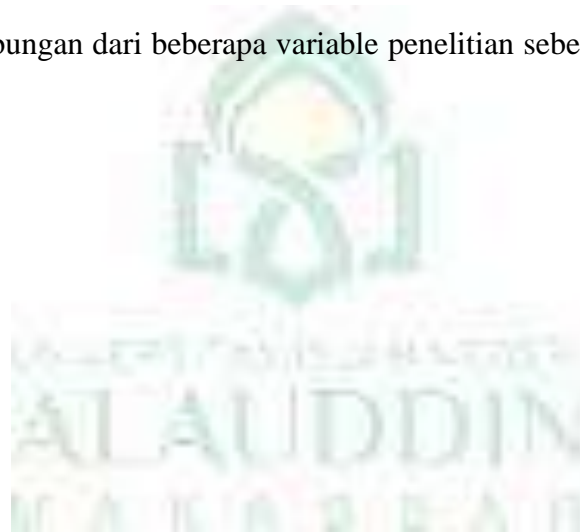 bungan dari beberapa variable penelitian sebe
ALAUDDIN
M A K A S S A R